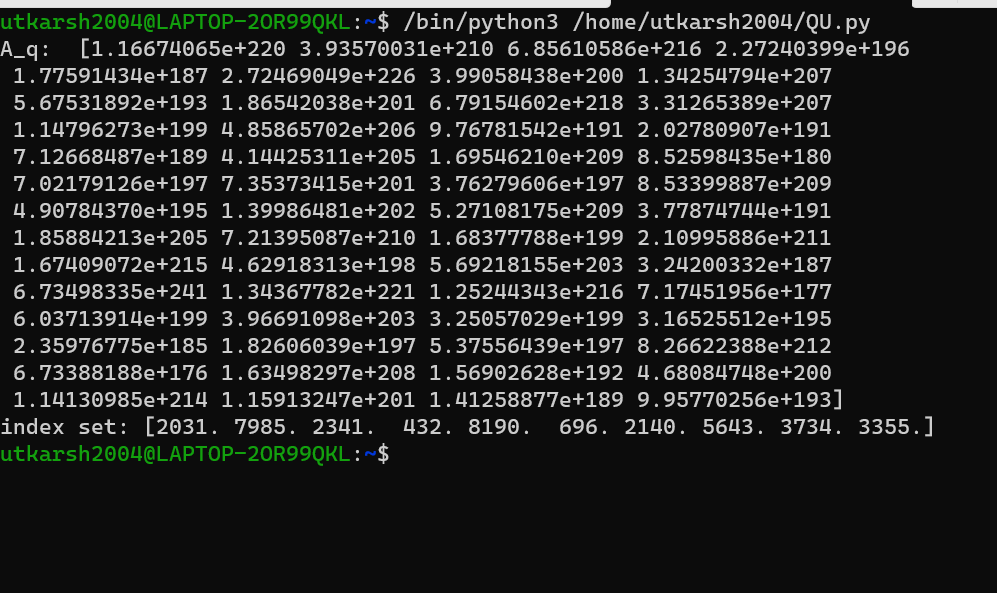 utkarsh2004@LAPTOP-2OR99QKL:~$ /bin/python3 /home/utkarsh2004/QU.py
A_q:  [1.16674065e+220 3.93570031e+210 6.85610586e+216 2.27240399e+196
 1.77591434e+187 2.72469049e+226 3.99058438e+200 1.34254794e+207
 5.67531892e+193 1.86542038e+201 6.79154602e+218 3.31265389e+207
 1.14796273e+199 4.85865702e+206 9.76781542e+191 2.02780907e+191
 7.12668487e+189 4.14425311e+205 1.69546210e+209 8.52598435e+180
 7.02179126e+197 7.35373415e+201 3.76279606e+197 8.53399887e+209
 4.90784370e+195 1.39986481e+202 5.27108175e+209 3.77874744e+191
 1.85884213e+205 7.21395087e+210 1.68377788e+199 2.10995886e+211
 1.67409072e+215 4.62918313e+198 5.69218155e+203 3.24200332e+187
 6.73498335e+241 1.34367782e+221 1.25244343e+216 7.17451956e+177
 6.03713914e+199 3.96691098e+203 3.25057029e+199 3.16525512e+195
 2.35976775e+185 1.82606039e+197 5.37556439e+197 8.26622388e+212
 6.73388188e+176 1.63498297e+208 1.56902628e+192 4.68084748e+200
 1.14130985e+214 1.15913247e+201 1.41258877e+189 9.95770256e+193]
index set: [2031. 7985. 2341.  432. 8190.  696. 2140. 5643. 3734. 3355.]
utkarsh2004@LAPTOP-2OR99QKL:~$